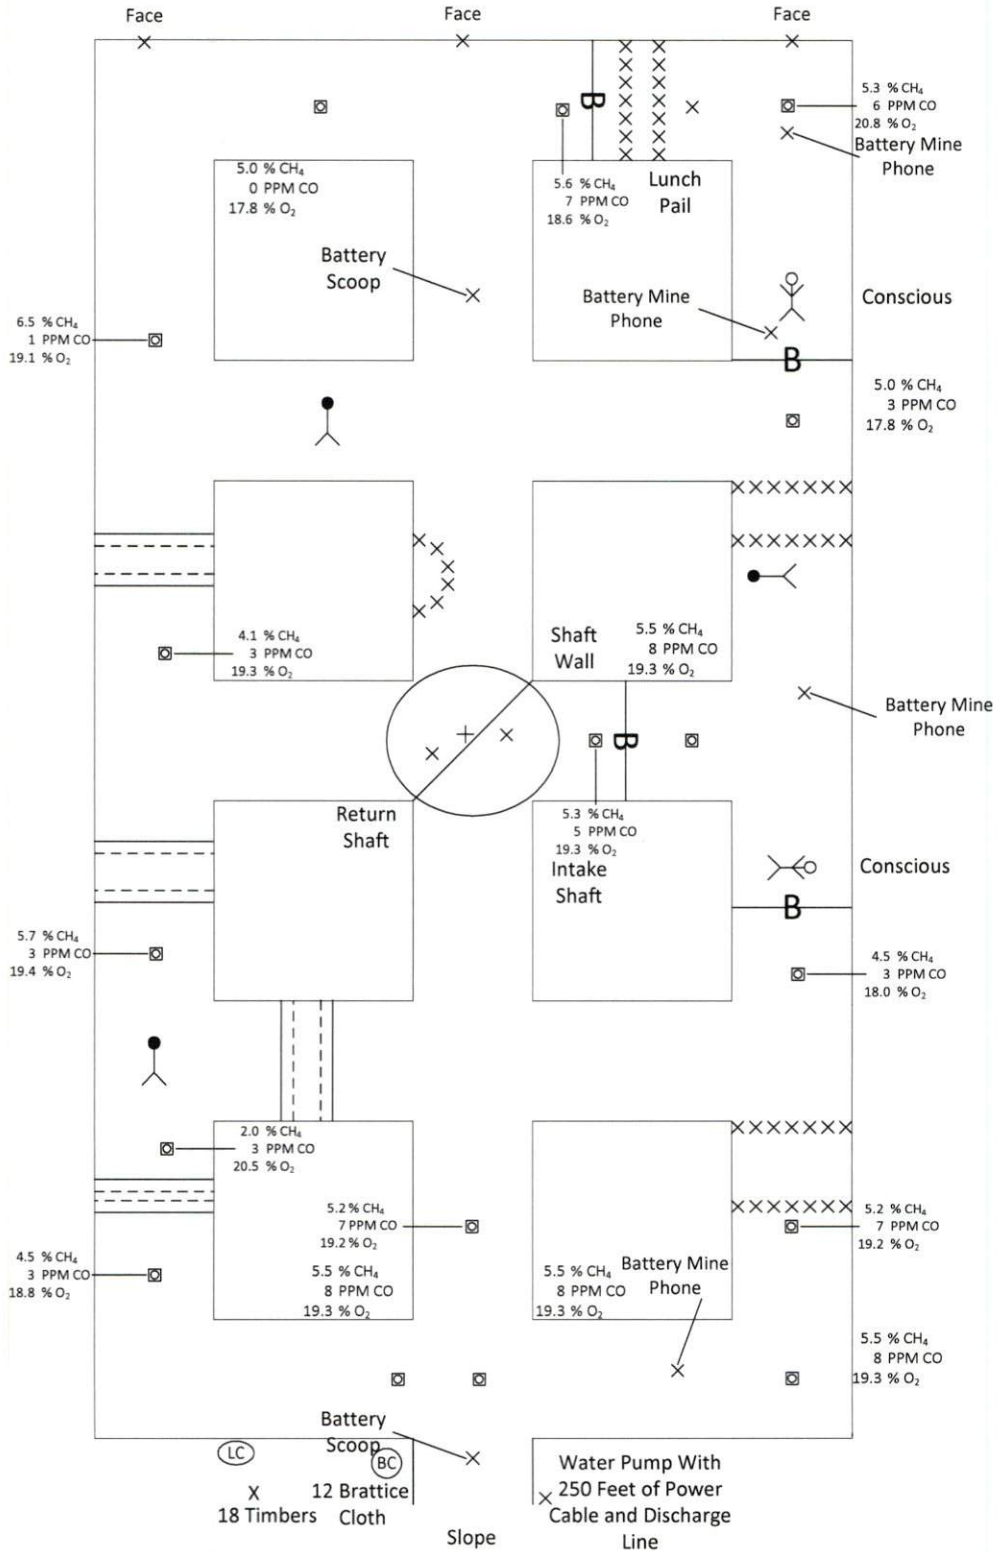 Face
Face
Face
5.3 % CH₄
6 PPM CO
20.8 % O₂
Battery Mine
Phone
B
5.0 % CH₄
0 PPM CO
17.8 % O₂
5.6 % CH₄
7 PPM CO
18.6 % O₂
Lunch
Pail
Battery
Scoop
Battery Mine
Phone
Conscious
6.5 % CH₄
1 PPM CO
19.1 % O₂
B
5.0 % CH₄
3 PPM CO
17.8 % O₂
4.1 % CH₄
3 PPM CO
19.3 % O₂
Shaft
Wall
5.5 % CH₄
8 PPM CO
19.3 % O₂
Battery Mine
Phone
B
Return
Shaft
5.3 % CH₄
5 PPM CO
19.3 % O₂
Intake
Shaft
Conscious
B
5.7 % CH₄
3 PPM CO
19.4 % O₂
4.5 % CH₄
3 PPM CO
18.0 % O₂
2.0 % CH₄
3 PPM CO
20.5 % O₂
5.2 % CH₄
7 PPM CO
19.2 % O₂
5.2 % CH₄
7 PPM CO
19.2 % O₂
4.5 % CH₄
3 PPM CO
18.8 % O₂
5.5 % CH₄
8 PPM CO
19.3 % O₂
5.5 % CH₄
8 PPM CO
19.3 % O₂
Battery Mine
Phone
5.5 % CH₄
8 PPM CO
19.3 % O₂
Battery
Scoop
LC
BC
X
18 Timbers
12 Brattice
Cloth
Slope
Water Pump With
250 Feet of Power
Cable and Discharge
Line